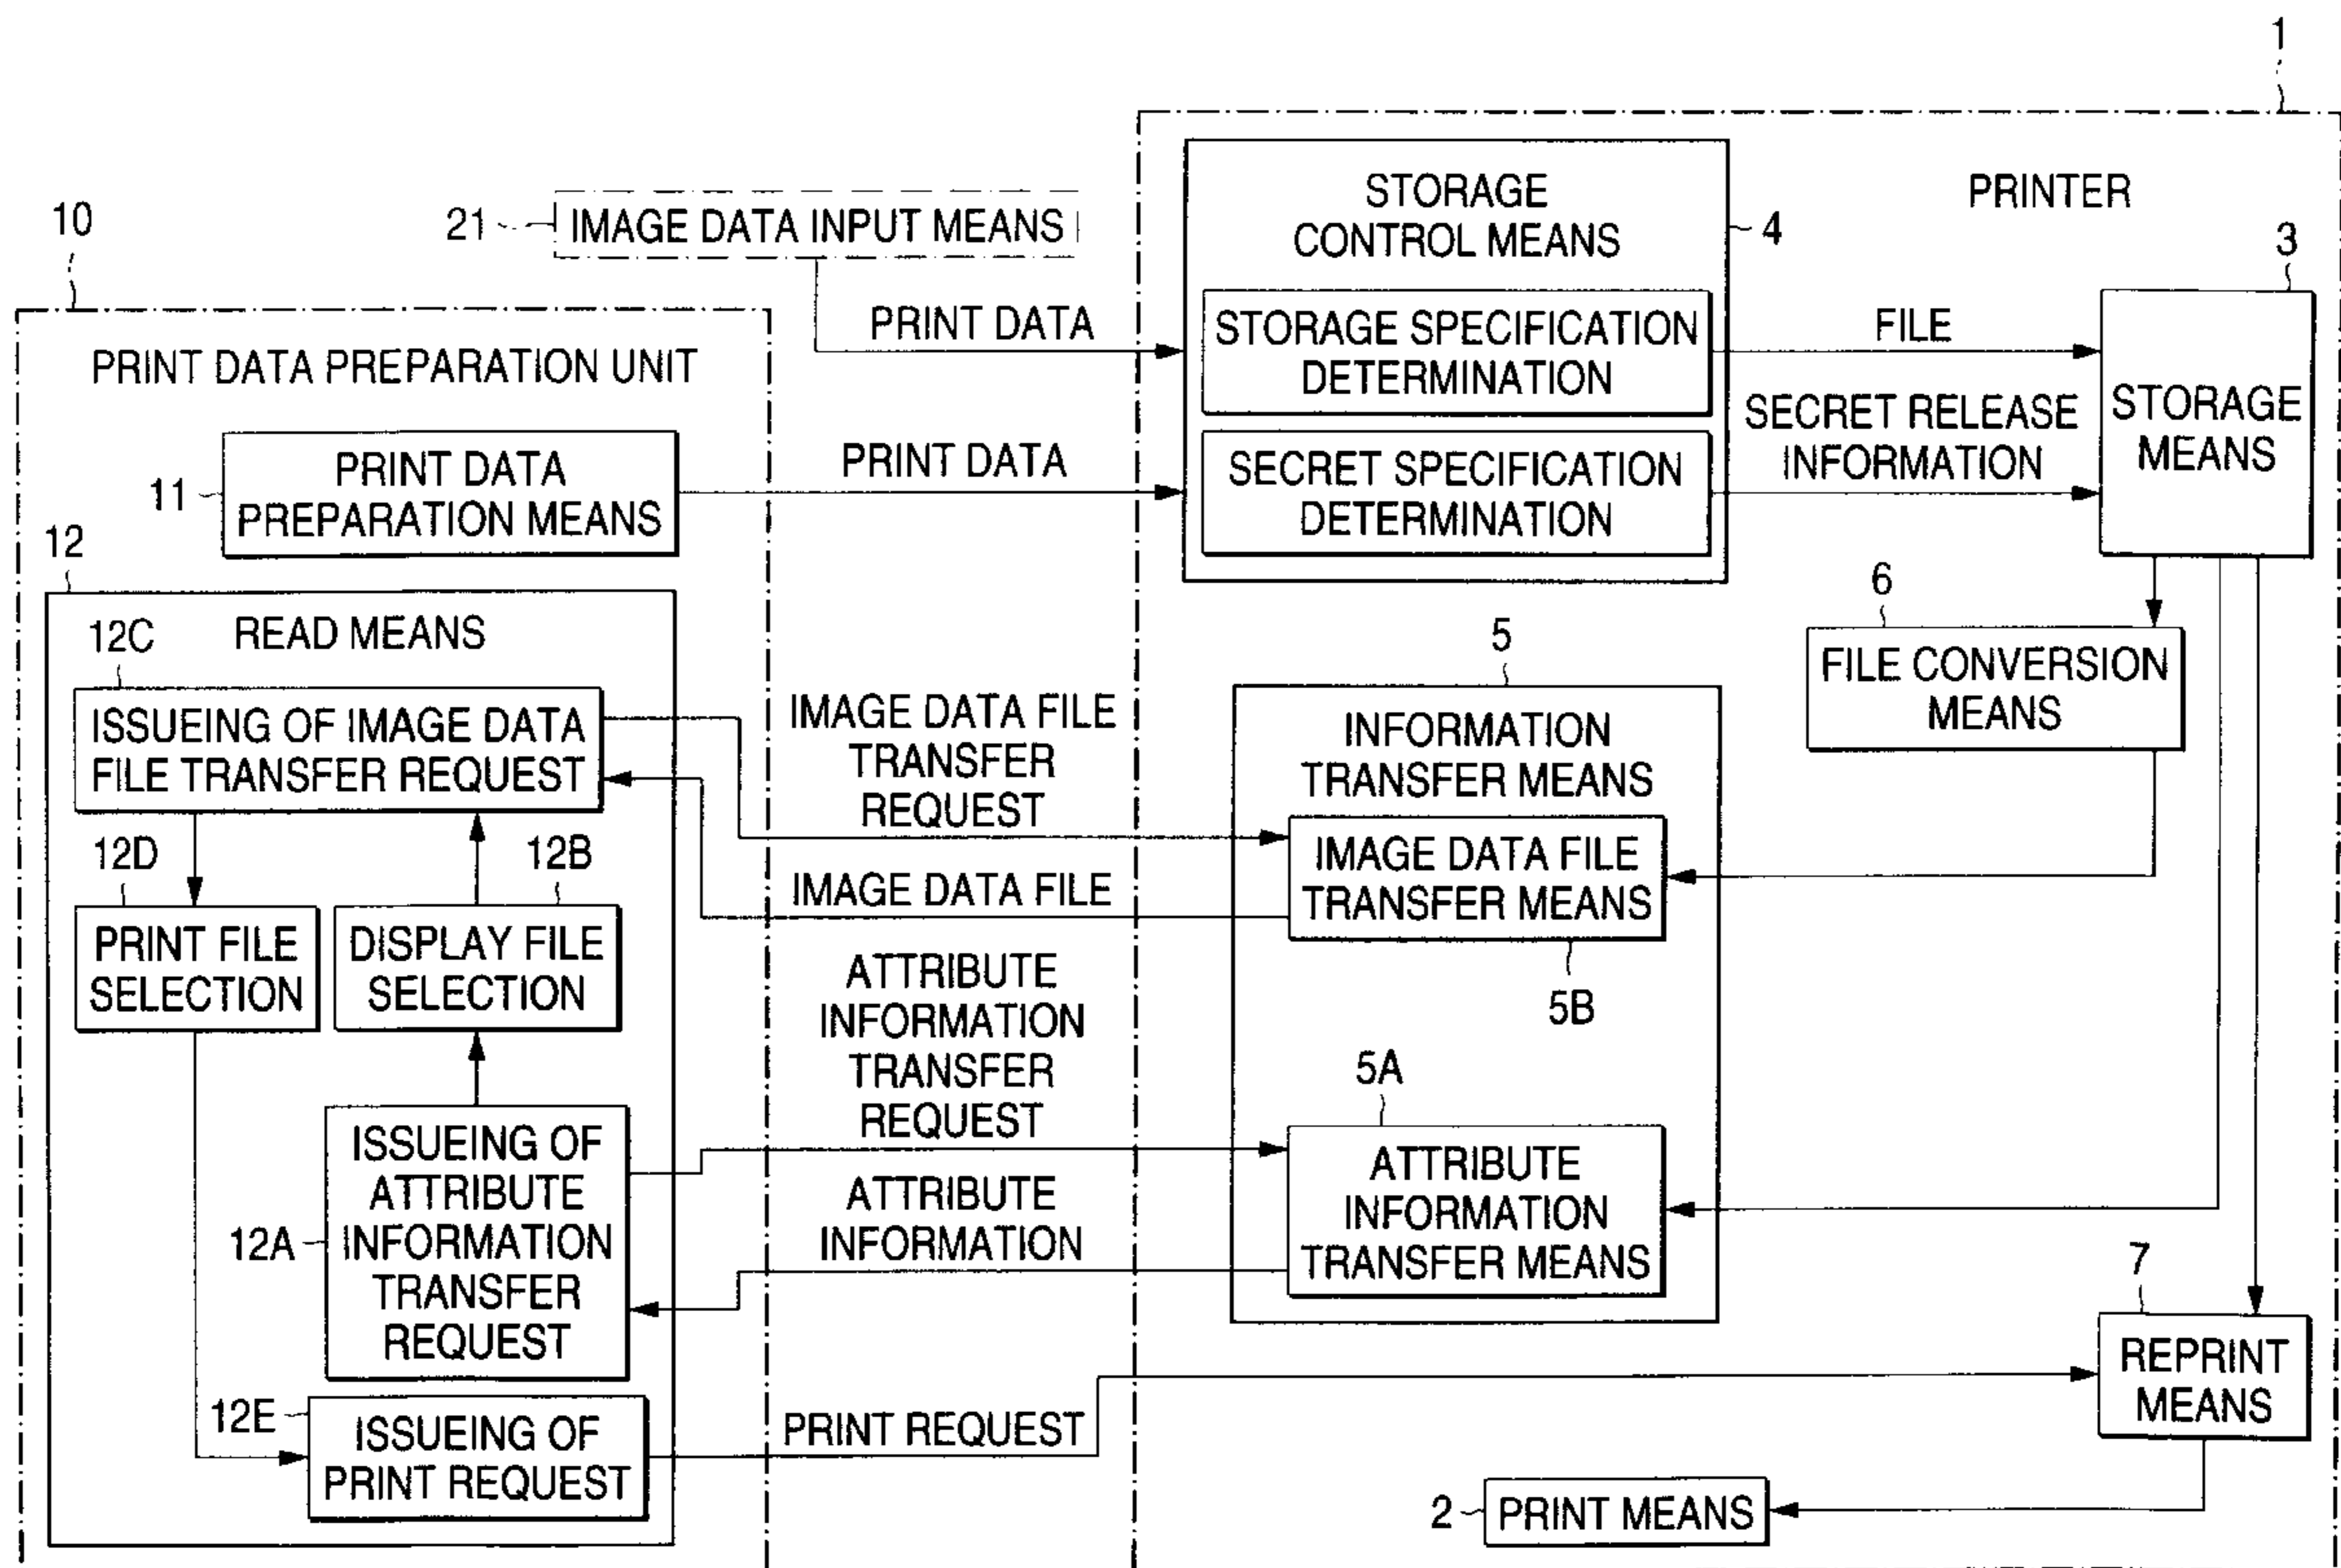 1
10
21
IMAGE DATA INPUT MEANS
STORAGE
CONTROL MEANS
4
PRINTER
3
PRINT DATA PREPARATION UNIT
PRINT DATA
STORAGE SPECIFICATION
DETERMINATION
FILE
STORAGE
MEANS
11
PRINT DATA
PREPARATION MEANS
PRINT DATA
SECRET SPECIFICATION
DETERMINATION
SECRET RELEASE
INFORMATION
12
READ MEANS
12C
ISSUEING OF IMAGE DATA
FILE TRANSFER REQUEST
IMAGE DATA FILE
TRANSFER
REQUEST
5
INFORMATION
TRANSFER MEANS
6
FILE CONVERSION
MEANS
12D
PRINT FILE
SELECTION
12B
DISPLAY FILE
SELECTION
IMAGE DATA FILE
IMAGE DATA FILE
TRANSFER MEANS
5B
ATTRIBUTE
INFORMATION
TRANSFER
REQUEST
5A
ATTRIBUTE
INFORMATION
TRANSFER MEANS
12A
ISSUEING OF
ATTRIBUTE
INFORMATION
TRANSFER
REQUEST
ATTRIBUTE
INFORMATION
7
REPRINT
MEANS
12E
ISSUEING OF
PRINT REQUEST
PRINT REQUEST
2
PRINT MEANS